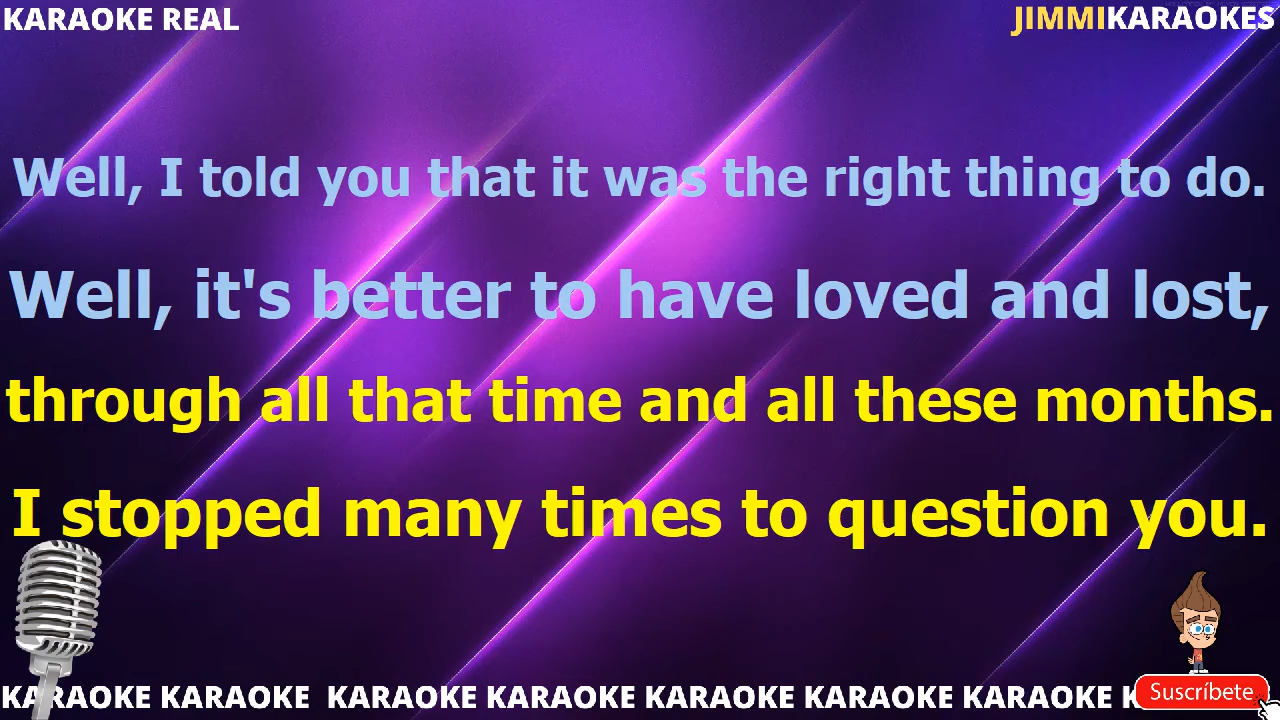 KARAOKE REAL
JIMMIKARAOKES
Well, I told you that it was the right thing to do.
Well, it's better to have loved and lost,
through all that time and all these months.
I stopped many times to question you.
KARAOKE KARAOKE KARAOKE KARAOKE KARAOKE KARAOKE KARAOKE K
Suscríbete